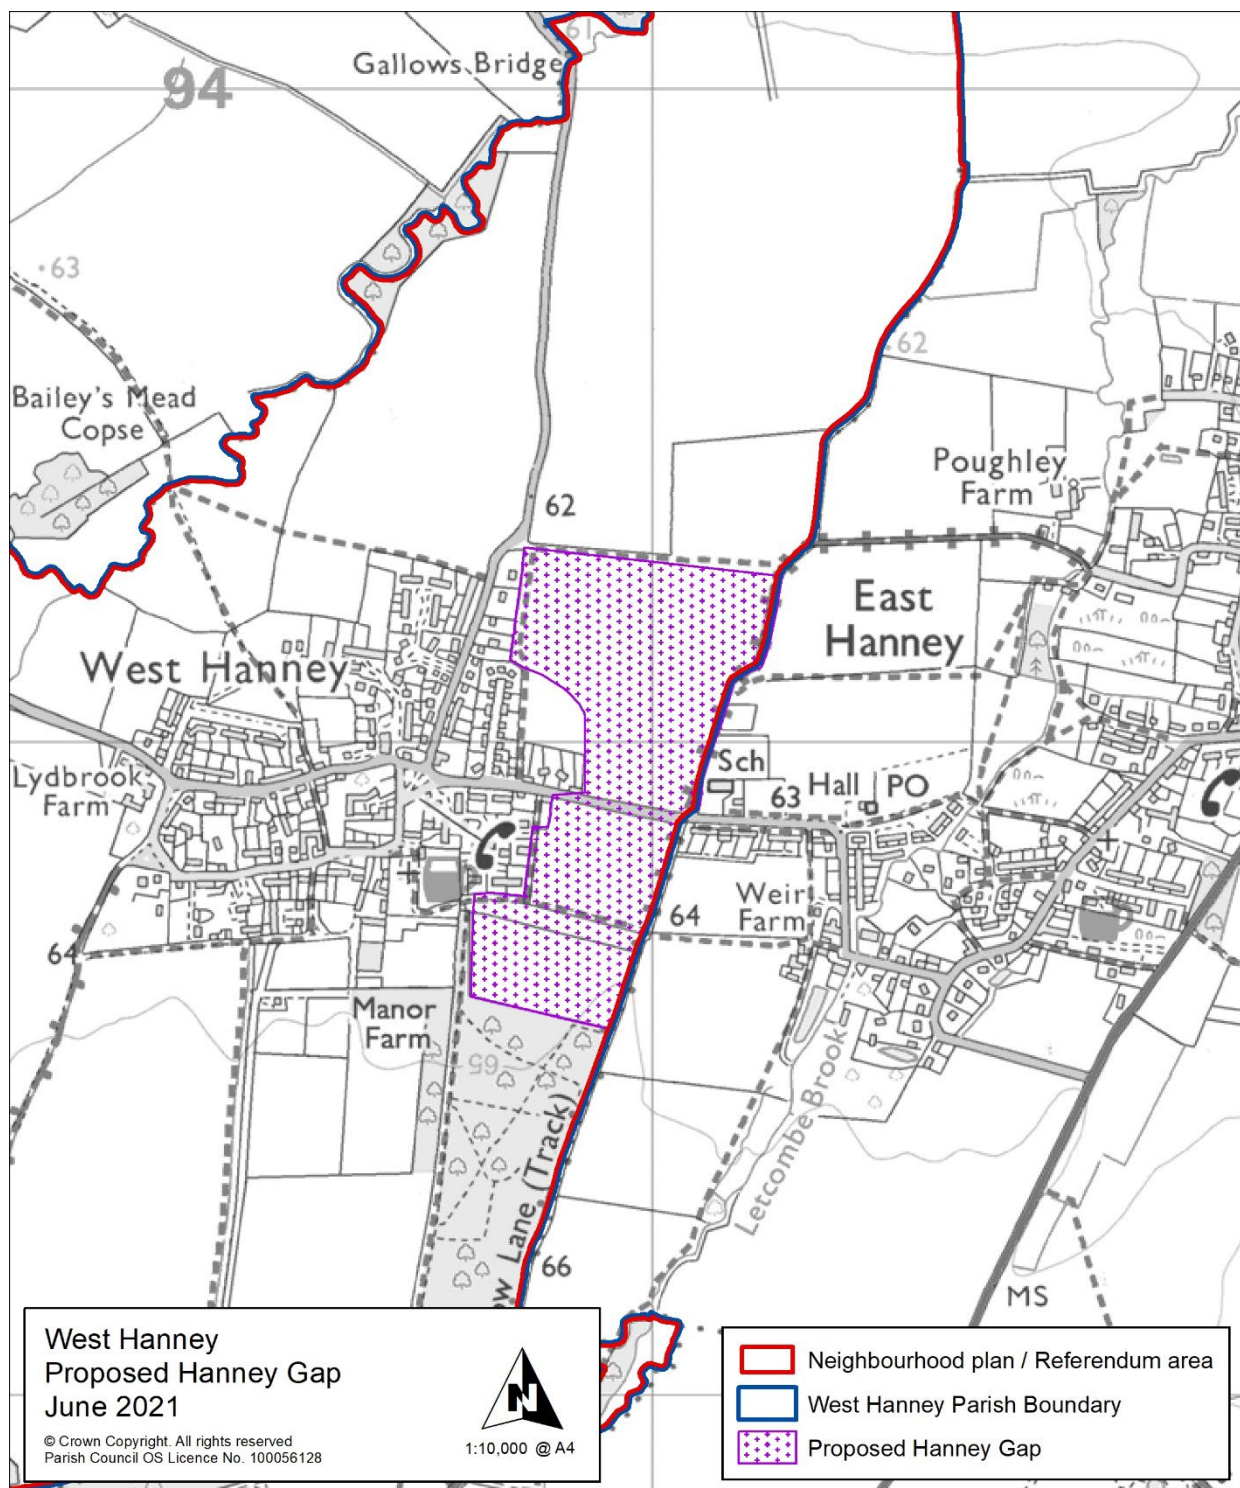 61
Gallows Bridge
94
63
62
Bailey's Mead
Copse
Poughley
Farm
62
East
Hanney
West Hanney
Sch
Lydbrook
Farm
63
Hall
PO
Weir
Farm
64
64
Manor
Farm
65
Letcombe Brook
ow Lane (Track)
66
MS
West Hanney
Proposed Hanney Gap
June 2021
© Crown Copyright. All rights reserved
Parish Council OS Licence No. 100056128
N
1:10,000 @ A4
Neighbourhood plan / Referendum area
West Hanney Parish Boundary
Proposed Hanney Gap